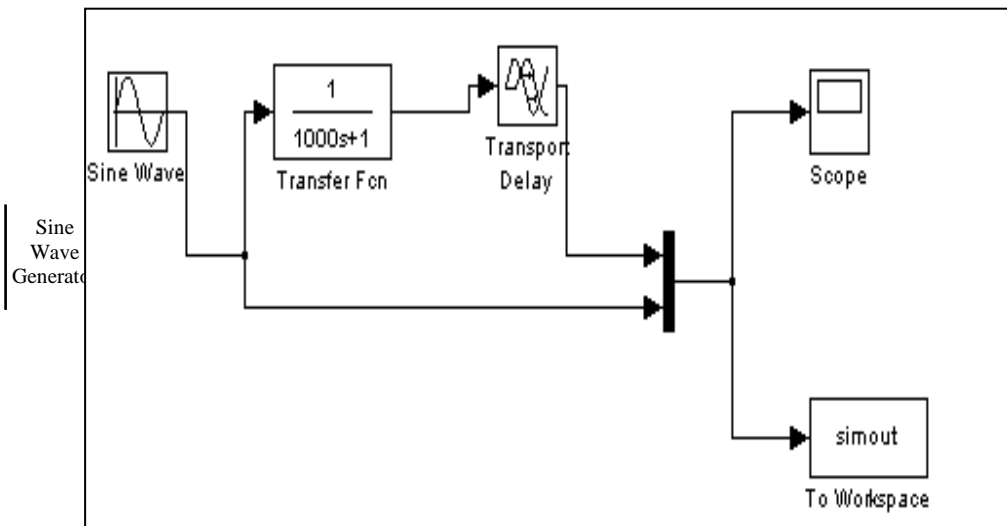 1
1000s+1
Sine Wave
Transfer Fcn
Transport
Delay
Scope
Sine
Wave
Generato
simout
To Workspace